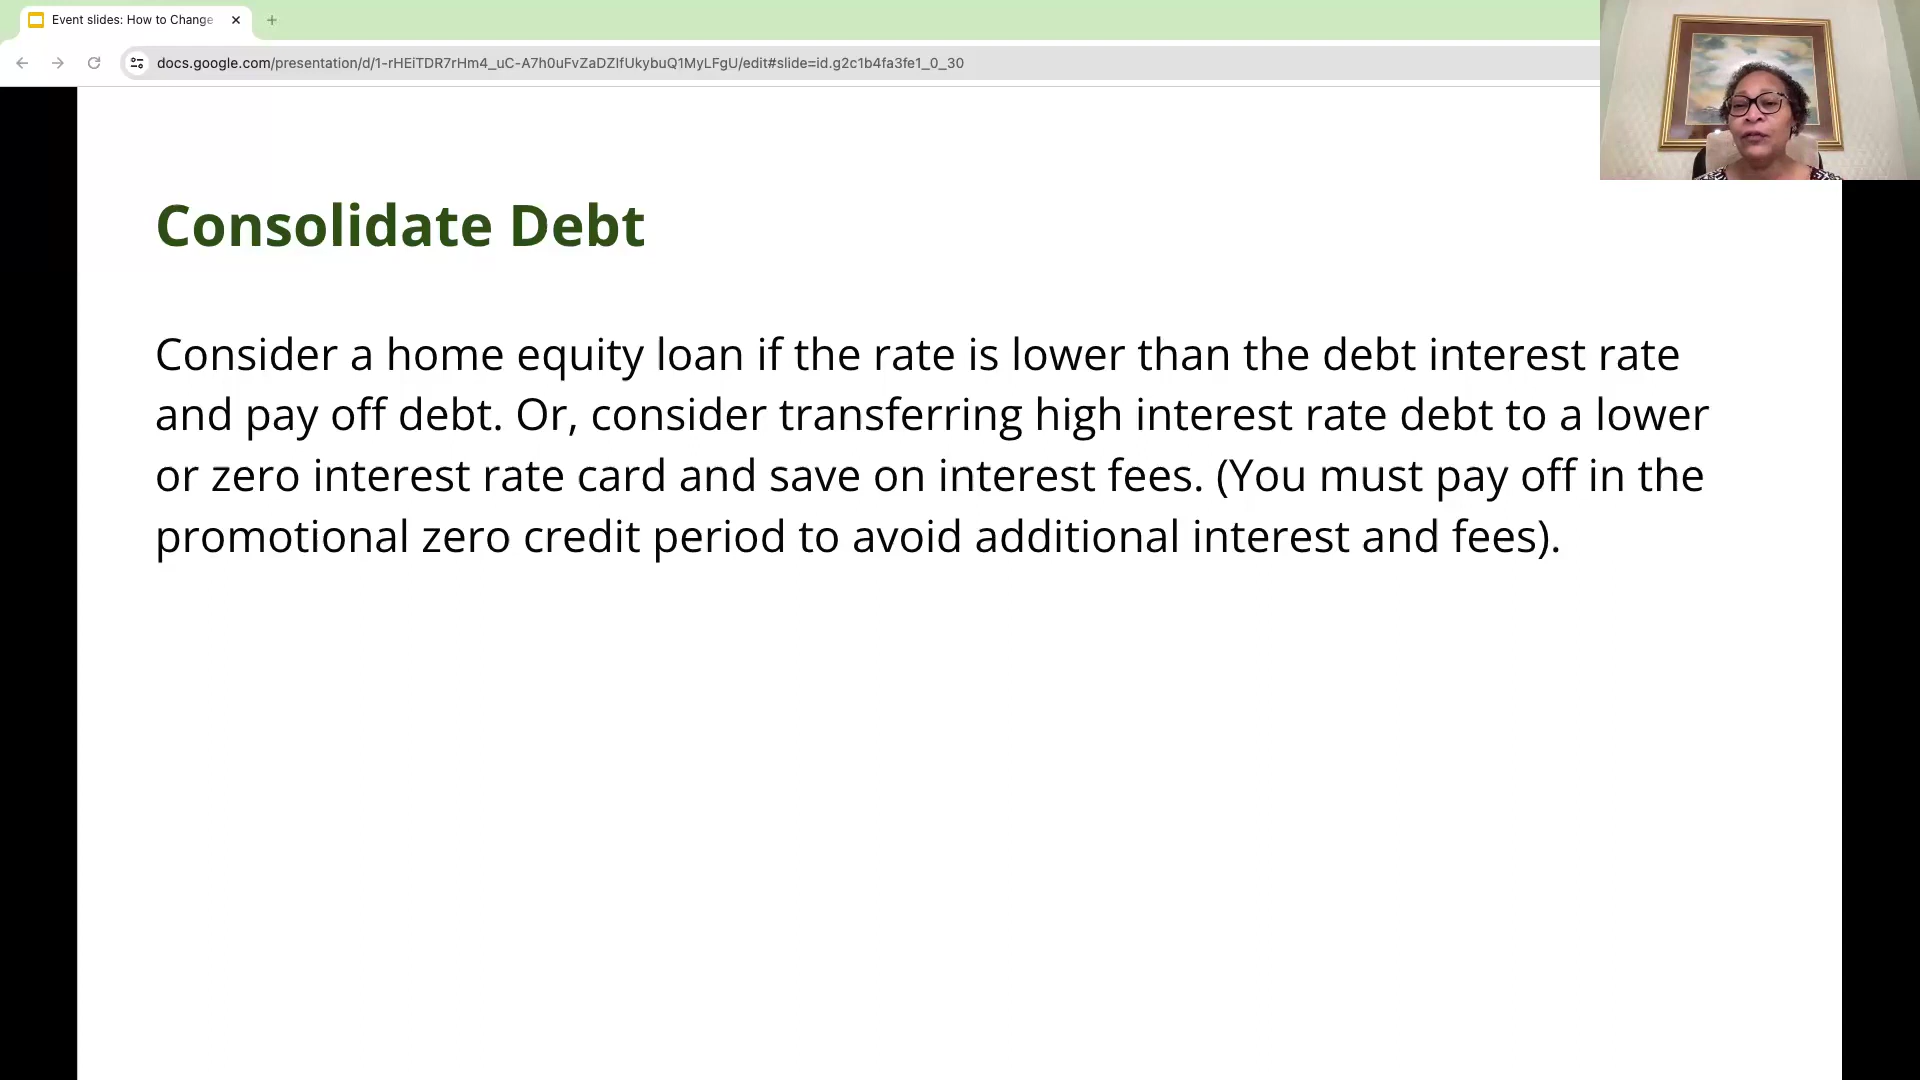 Event slides: How to Change
docs.google.com/presentation/d/1-rHEiTDR7rHm4_uC-A7h0uFvZaDZIfUkybuQ1MyLFgU/edit#slide=id.g2c1b4fa3fe1_0_30
Consolidate Debt
Consider a home equity loan if the rate is lower than the debt interest rate
and pay off debt. Or, consider transferring high interest rate debt to a lower
or zero interest rate card and save on interest fees. (You must pay off in the
promotional zero credit period to avoid additional interest and fees).